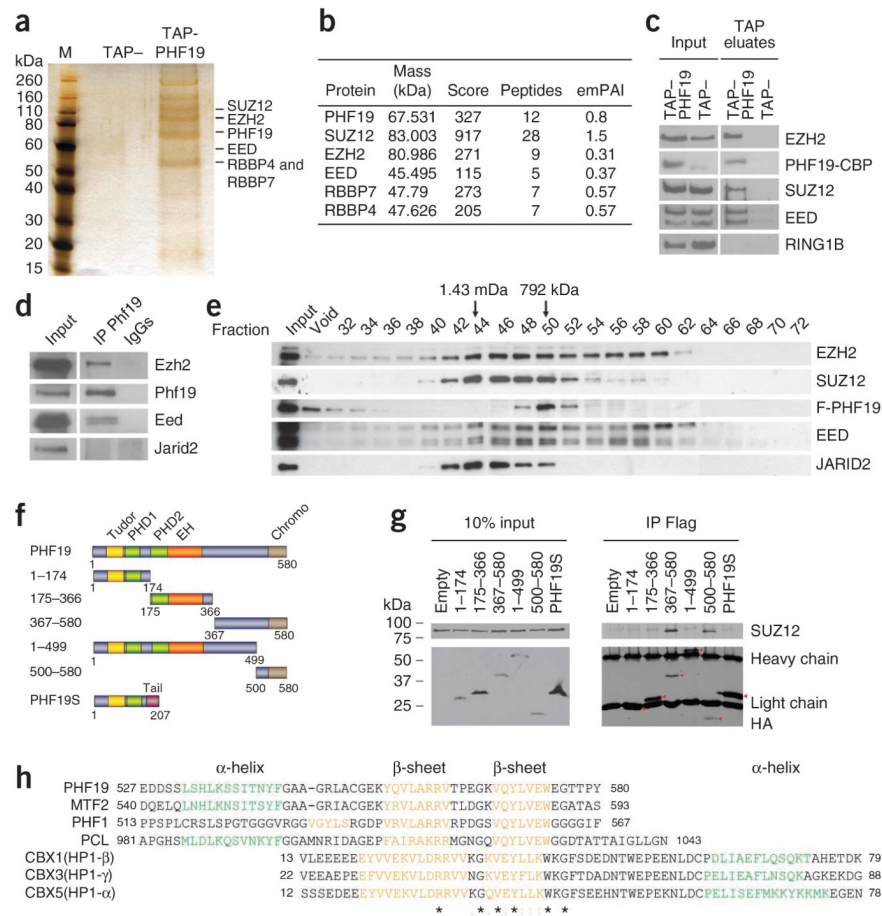 a
TAP-
M TAP– PHF19
kDa
260
160
110
80
60
50
40
30
20
15
SUZ12
EZH2
PHF19
EED
RBBP4 and
RBBP7
b
Protein Mass (kDa) Score Peptides emPAI
PHF19 67.531 327 12 0.8
SUZ12 83.003 917 28 1.5
EZH2 80.986 271 9 0.31
EED 45.495 115 5 0.37
RBBP7 47.79 273 7 0.57
RBBP4 47.626 205 7 0.57
c
Input TAP eluates
TAP–PHF19 TAP– TAP–PHF19 TAP–
EZH2
PHF19-CBP
SUZ12
EED
RING1B
d
Input IP Phf19 IgGs
Ezh2
Phf19
Eed
Jarid2
e
1.43 mDa 792 kDa
Fraction Input Void 32 34 36 38 40 42 44 46 48 50 52 54 56 58 60 62 64 66 68 70 72
EZH2
SUZ12
F-PHF19
EED
JARID2
f
Tudor PHD1 PHD2 EH Chromo
PHF19
1 580
1–174
1 174
175–366
175 366
367–580
367 580
1–499
1 499
500–580
500 580
Tail
PHF19S
1 207
g
10% input IP Flag
Empty 1–174 175–366 367–580 1–499 500–580 PHF19S Empty 1–174 175–366 367–580 1–499 500–580 PHF19S
kDa
100
75
50
37
25
SUZ12
Heavy chain
Light chain
HA
h
α-helix β-sheet β-sheet α-helix
PHF19 527 EDDSSLSHLKSSITNYFGAA-GRLACGEKYQVLARRVTPEGKVQYLVEWEGTTPY 580
MTF2 540 DQELQLNHLKNSITSYFGAA-GRIACGEKYRVLARRVTLDGKVQYLVEWEGATAS 593
PHF1 513 PPSPLCRSLSPGTGGGVRGGVGYLSRGDPVRVLARRVRPDGSVQYLVEWGGGGIF 567
PCL 981 APGHSMLDLKQSVNKYFGGAMNRIDAGEPFAIRAKRRMGNGQVQYLVEWGGDTATTAIGLLGN 1043
CBX1(HP1-β) 13 VLEEEEEEYVVEKVLDRRVVKGKVEYLLKWKGFSDEDNTWEPEENLDCPDLIAEFLQSQKTAHETDK 79
CBX3(HP1-γ) 22 VEEAEPEEFVVEKVLDRRVVNGKVEYFLKWKGFTDADNTWEPEENLDCPELIEAFLNSQKAGKEKDG 88
CBX5(HP1-α) 12 SSSEDEEEYVVEKVLDRRVVKGQVEYLLKWKGFSEEHNTWEPEKNLDCPELISEFMKKYKKMKEGEN 78
* * * * * *